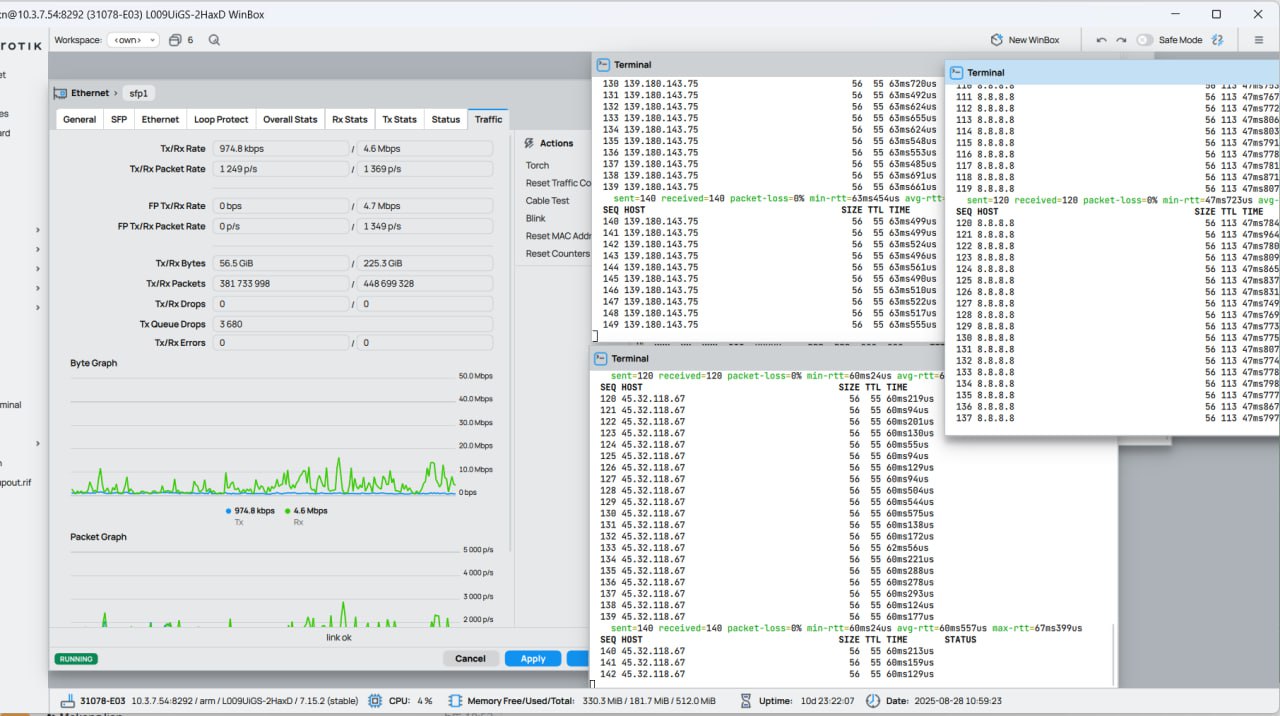 n@10.3.7.54:8292 (31078-E03) L009UiGS-2HaxD WinBox
Workspace: <own> 6 New WinBox Safe Mode
ROTIK
Ethernet > sfp1
General SFP Ethernet Loop Protect Overall Stats Rx Stats Tx Stats Status Traffic
Tx/Rx Rate 974.8 kbps / 4.6 Mbps
Tx/Rx Packet Rate 1 249 p/s / 1 369 p/s
FP Tx/Rx Rate 0 bps / 4.7 Mbps
FP Tx/Rx Packet Rate 0 p/s / 1 349 p/s
Tx/Rx Bytes 56.5 GiB / 225.3 GiB
Tx/Rx Packets 381 733 998 / 448 699 328
Tx/Rx Drops 0 / 0
Tx Queue Drops 3 680
Tx/Rx Errors 0 / 0
Byte Graph
50.0 Mbps
40.0 Mbps
30.0 Mbps
20.0 Mbps
10.0 Mbps
0 bps
974.8 kbps 4.6 Mbps
Tx Rx
Packet Graph
5 000 p/s
4 000 p/s
3 000 p/s
2 000 p/s
link ok
RUNNING Cancel Apply
Actions
Torch
Reset Traffic Co
Cable Test
Blink
Reset MAC Addr
Reset Counters
Terminal
130 139.180.143.75 56 55 63ms720us
131 139.180.143.75 56 55 63ms492us
132 139.180.143.75 56 55 63ms624us
133 139.180.143.75 56 55 63ms655us
134 139.180.143.75 56 55 63ms624us
135 139.180.143.75 56 55 63ms548us
136 139.180.143.75 56 55 63ms553us
137 139.180.143.75 56 55 63ms485us
138 139.180.143.75 56 55 63ms691us
139 139.180.143.75 56 55 63ms661us
sent=140 received=140 packet-loss=0% min-rtt=63ms454us avg-rtt=
SEQ HOST SIZE TTL TIME
140 139.180.143.75 56 55 63ms499us
141 139.180.143.75 56 55 63ms499us
142 139.180.143.75 56 55 63ms524us
143 139.180.143.75 56 55 63ms496us
144 139.180.143.75 56 55 63ms561us
145 139.180.143.75 56 55 63ms490us
146 139.180.143.75 56 55 63ms510us
147 139.180.143.75 56 55 63ms522us
148 139.180.143.75 56 55 63ms517us
149 139.180.143.75 56 55 63ms555us
Terminal
sent=120 received=120 packet-loss=0% min-rtt=60ms24us avg-rtt=6
SEQ HOST SIZE TTL TIME
120 45.32.118.67 56 55 60ms219us
121 45.32.118.67 56 55 60ms94us
122 45.32.118.67 56 55 60ms201us
123 45.32.118.67 56 55 60ms130us
124 45.32.118.67 56 55 60ms55us
125 45.32.118.67 56 55 60ms94us
126 45.32.118.67 56 55 60ms129us
127 45.32.118.67 56 55 60ms94us
128 45.32.118.67 56 55 60ms504us
129 45.32.118.67 56 55 60ms544us
130 45.32.118.67 56 55 60ms575us
131 45.32.118.67 56 55 60ms138us
132 45.32.118.67 56 55 60ms172us
133 45.32.118.67 56 55 62ms56us
134 45.32.118.67 56 55 60ms221us
135 45.32.118.67 56 55 60ms288us
136 45.32.118.67 56 55 60ms278us
137 45.32.118.67 56 55 60ms293us
138 45.32.118.67 56 55 60ms124us
139 45.32.118.67 56 55 60ms177us
sent=140 received=140 packet-loss=0% min-rtt=60ms24us avg-rtt=60ms557us max-rtt=67ms399us
SEQ HOST SIZE TTL TIME STATUS
140 45.32.118.67 56 55 60ms213us
141 45.32.118.67 56 55 60ms159us
142 45.32.118.67 56 55 60ms129us
Terminal
110 8.8.8.8 56 113 47ms753
111 8.8.8.8 56 113 47ms767
112 8.8.8.8 56 113 47ms772
113 8.8.8.8 56 113 47ms806
114 8.8.8.8 56 113 47ms803
115 8.8.8.8 56 113 47ms791
116 8.8.8.8 56 113 47ms778
117 8.8.8.8 56 113 47ms781
118 8.8.8.8 56 113 47ms871
119 8.8.8.8 56 113 47ms807
sent=120 received=120 packet-loss=0% min-rtt=47ms723us avg-
SEQ HOST SIZE TTL TIME
120 8.8.8.8 56 113 47ms784
121 8.8.8.8 56 113 47ms964
122 8.8.8.8 56 113 47ms780
123 8.8.8.8 56 113 47ms809
124 8.8.8.8 56 113 47ms865
125 8.8.8.8 56 113 47ms837
126 8.8.8.8 56 113 47ms831
127 8.8.8.8 56 113 47ms749
128 8.8.8.8 56 113 47ms769
129 8.8.8.8 56 113 47ms773
130 8.8.8.8 56 113 47ms775
131 8.8.8.8 56 113 47ms807
132 8.8.8.8 56 113 47ms774
133 8.8.8.8 56 113 47ms778
134 8.8.8.8 56 113 47ms798
135 8.8.8.8 56 113 47ms777
136 8.8.8.8 56 113 47ms867
137 8.8.8.8 56 113 47ms797
minal
pout.rif
31078-E03 10.3.7.54:8292 / arm / L009UiGS-2HaxD / 7.15.2 (stable) CPU: 4 % Memory Free/Used/Total: 330.3 MiB / 181.7 MiB / 512.0 MiB Uptime: 10d 23:22:07 Date: 2025-08-28 10:59:23